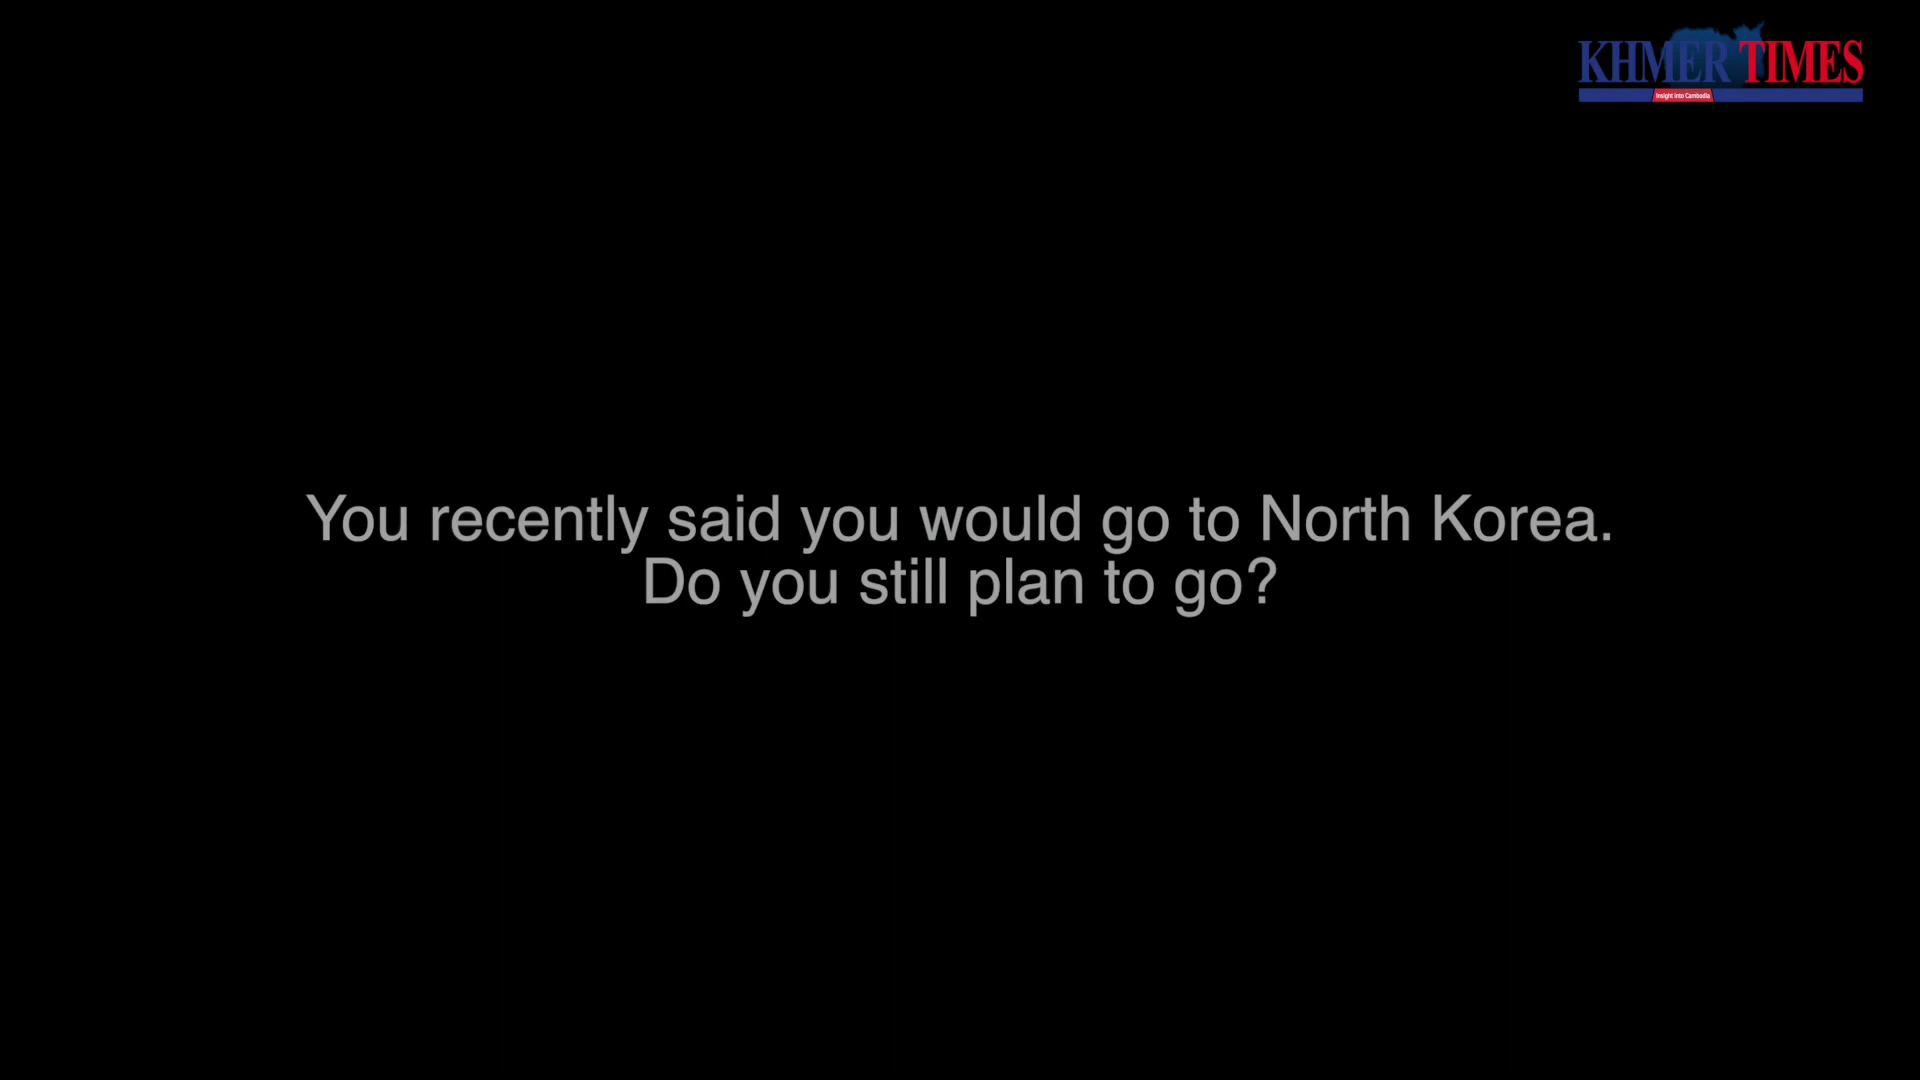 KHMER TIMES
Insight into Cambodia
You recently said you would go to North Korea.
Do you still plan to go?